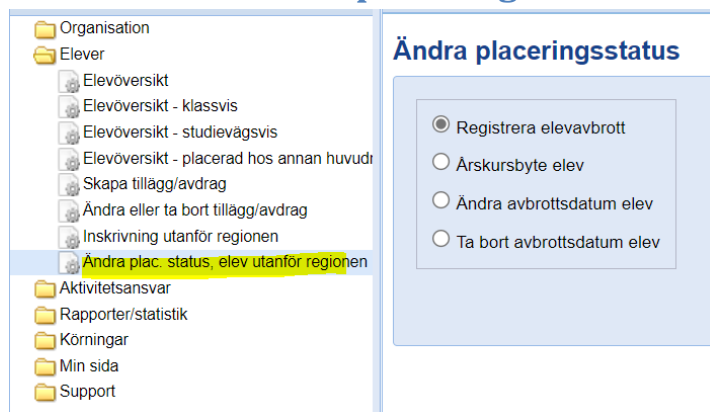 Organisation
Elever
Elevöversikt
Elevöversikt - klassvis
Elevöversikt - studievägsvis
Elevöversikt - placerad hos annan huvudr
Skapa tillägg/avdrag
Ändra eller ta bort tillägg/avdrag
Inskrivning utanför regionen
Ändra plac. status, elev utanför regionen
Aktivitetsansvar
Rapporter/statistik
Körningar
Min sida
Support
Ändra placeringsstatus
Registrera elevavbrott
Årskursbyte elev
Ändra avbrottsdatum elev
Ta bort avbrottsdatum elev